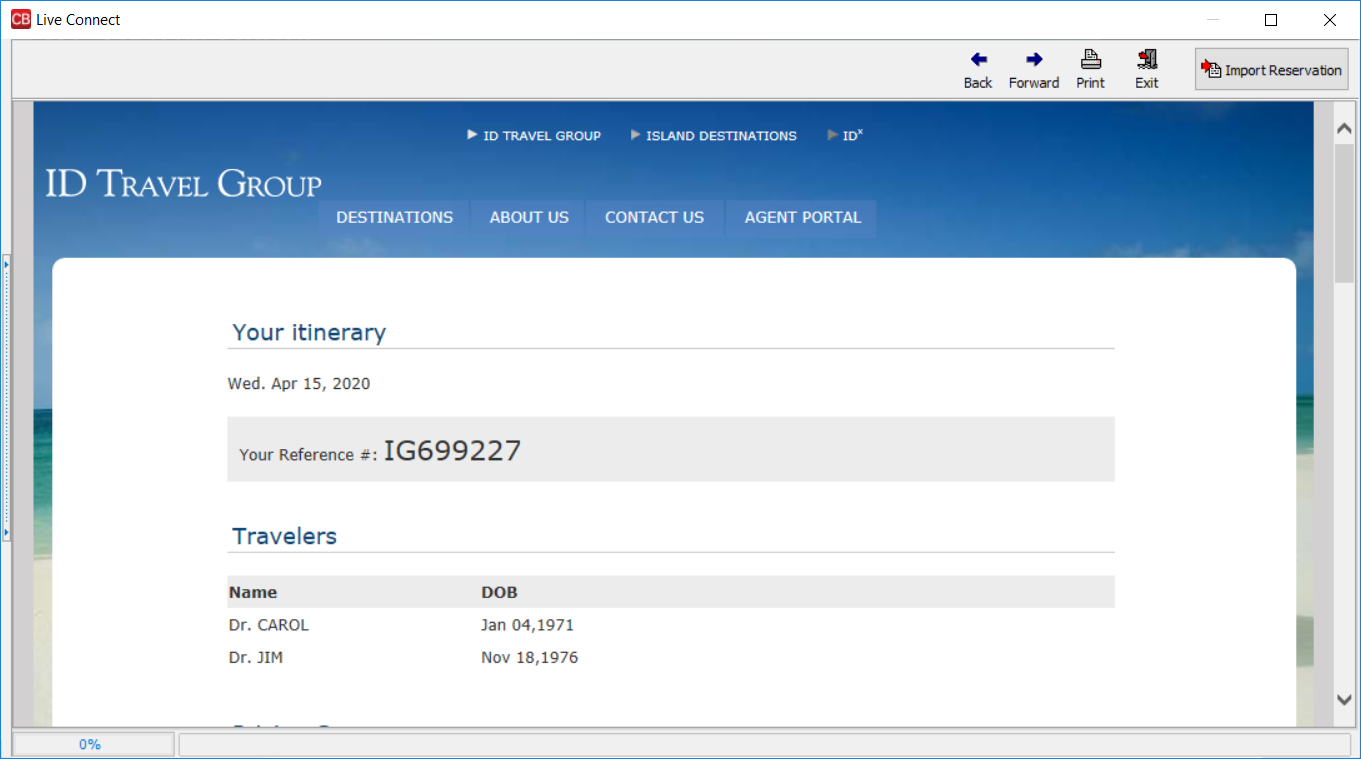 CB Live Connect
Back Forward Print Exit Import Reservation
ID TRAVEL GROUP ISLAND DESTINATIONS IDx
ID TRAVEL GROUP
DESTINATIONS ABOUT US CONTACT US AGENT PORTAL
Your itinerary
Wed. Apr 15, 2020
Your Reference #: IG699227
Travelers
Name DOB
Dr. CAROL Jan 04,1971
Dr. JIM Nov 18,1976
0%